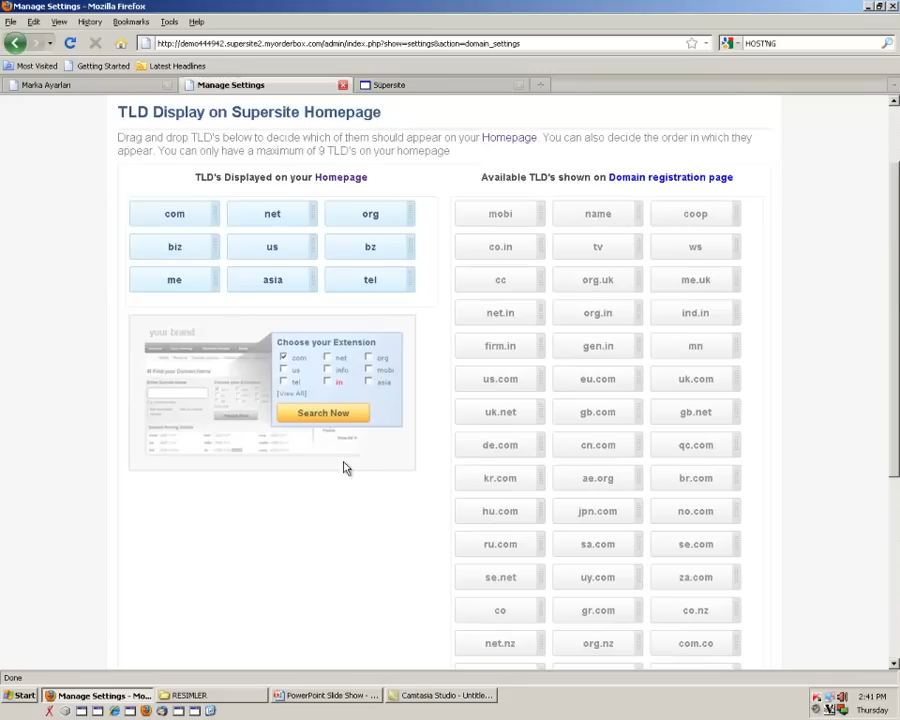 Manage Settings - Mozilla Firefox
File Edit View History Bookmarks Tools Help
http://demo444942.supersite2.myorderbox.com/admin/index.php?show=settings&action=domain_settings
HOSTNG
Most Visited Getting Started Latest Headlines
Marka Ayarları Manage Settings Supersite
TLD Display on Supersite Homepage
Drag and drop TLD's below to decide which of them should appear on your Homepage. You can also decide the order in which they
appear. You can only have a maximum of 9 TLD's on your homepage
TLD's Displayed on your Homepage
Available TLD's shown on Domain registration page
com net org
biz us bz
me asia tel
mobi name coop
co.in tv ws
cc org.uk me.uk
net.in org.in ind.in
firm.in gen.in mn
us.com eu.com uk.com
uk.net gb.com gb.net
de.com cn.com qc.com
kr.com ae.org br.com
hu.com jpn.com no.com
ru.com sa.com se.com
se.net uy.com za.com
co gr.com co.nz
net.nz org.nz com.co
your brand
Find your Domain Name
Choose your Extension
com net org
us info mobi
tel in asia
[View All]
Search Now
Done
Start Manage Settings - Mo... RESIMLER PowerPoint Slide Show - ... Camtasia Studio - Untitle...
2:41 PM
Thursday